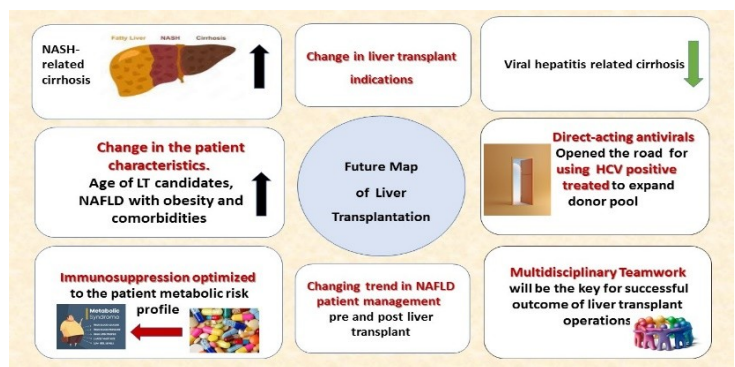 NASH-
related
cirrhosis
Fatty Liver NASH Cirrhosis
Change in liver transplant
indications
Viral hepatitis related cirrhosis
Change in the patient
characteristics.
Age of LT candidates,
NAFLD with obesity and
comorbidities
Future Map
of Liver
Transplantation
Direct-acting antivirals
Opened the road for
using HCV positive
treated to expand
donor pool
Immunosuppression optimized
to the patient metabolic risk
profile
Metabolic
Syndrome
Changing trend in NAFLD
patient management
pre and post liver
transplant
Multidisciplinary Teamwork
will be the key for successful
outcome of liver transplant
operations